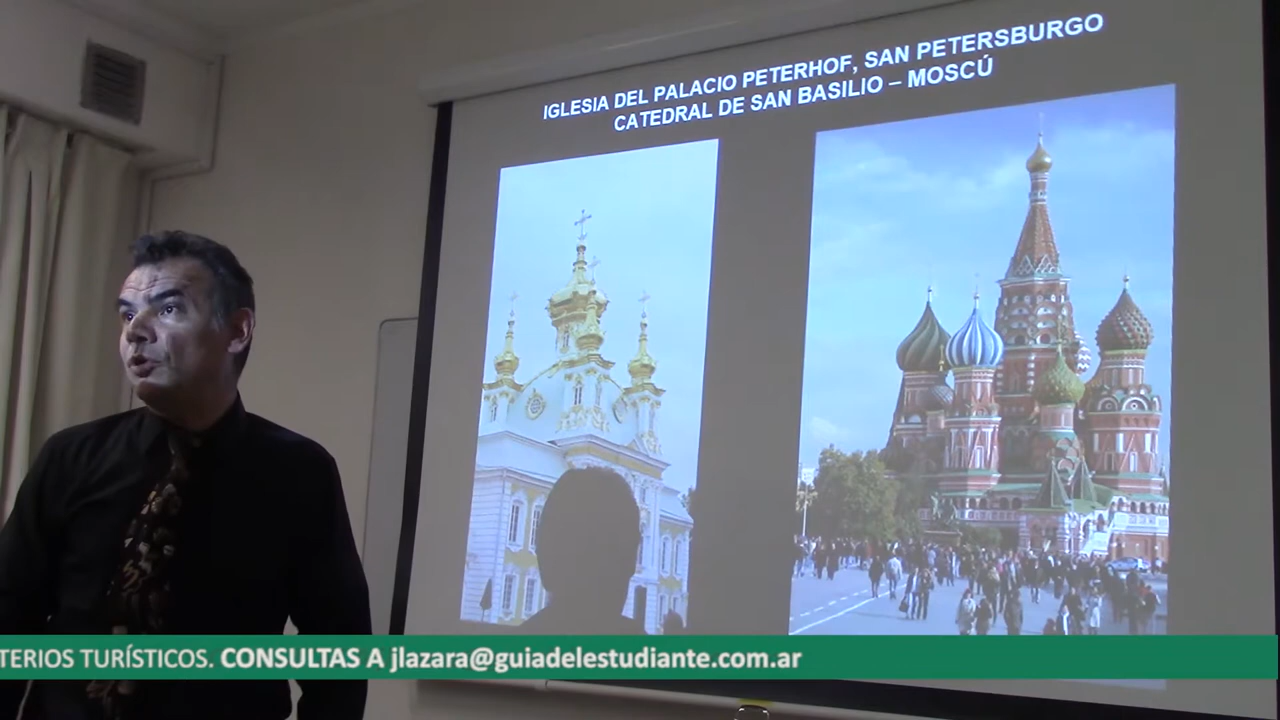 IGLESIA DEL PALACIO PETERHOF, SAN PETERSBURGO
CATEDRAL DE SAN BASILIO – MOSCÚ
TERIOS TURÍSTICOS. CONSULTAS A jlazara@guiadelestudiante.com.ar